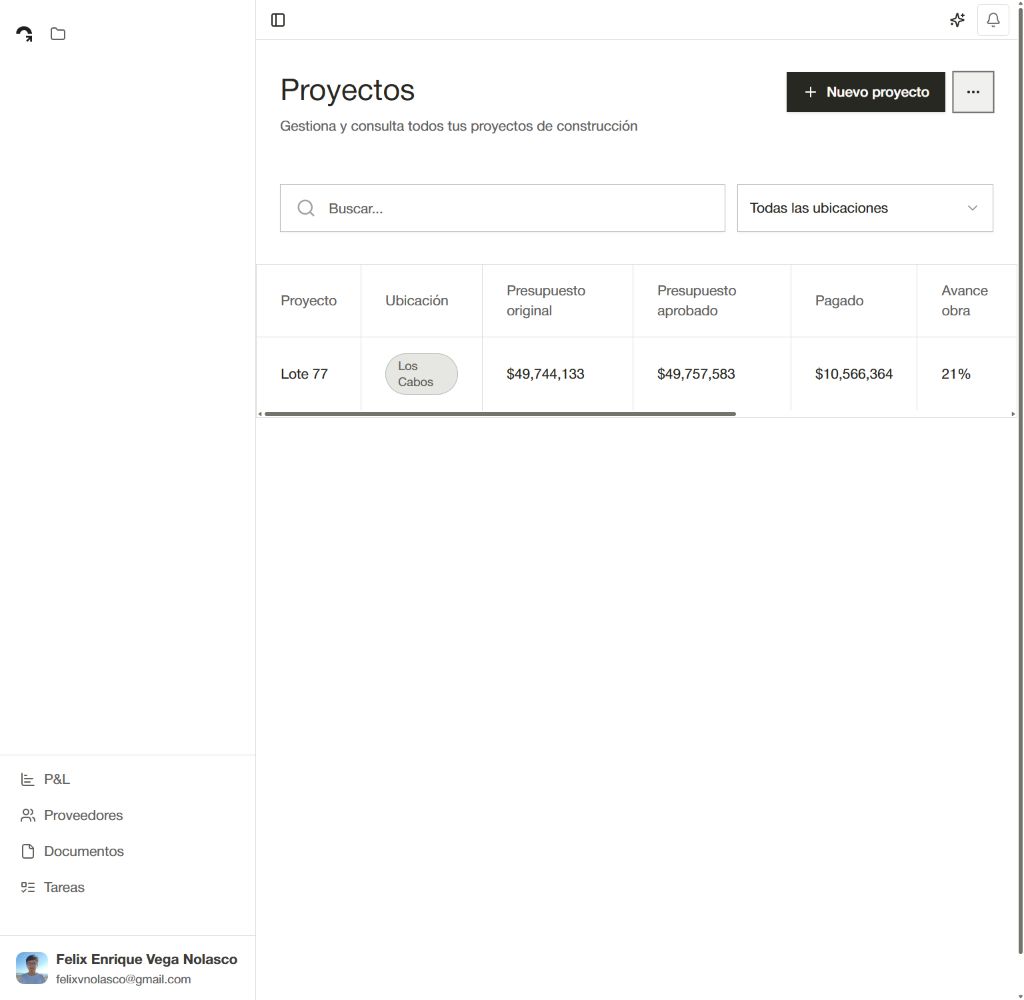 Proyectos
Nuevo proyecto
Gestiona y consulta todos tus proyectos de construcción
Buscar...
Todas las ubicaciones
Proyecto
Ubicación
Presupuesto
original
Presupuesto
aprobado
Pagado
Avance
obra
Lote 77
Los
Cabos
$49,744,133
$49,757,583
$10,566,364
21%
P&L
Proveedores
Documentos
Tareas
Felix Enrique Vega Nolasco
felixvnolasco@gmail.com